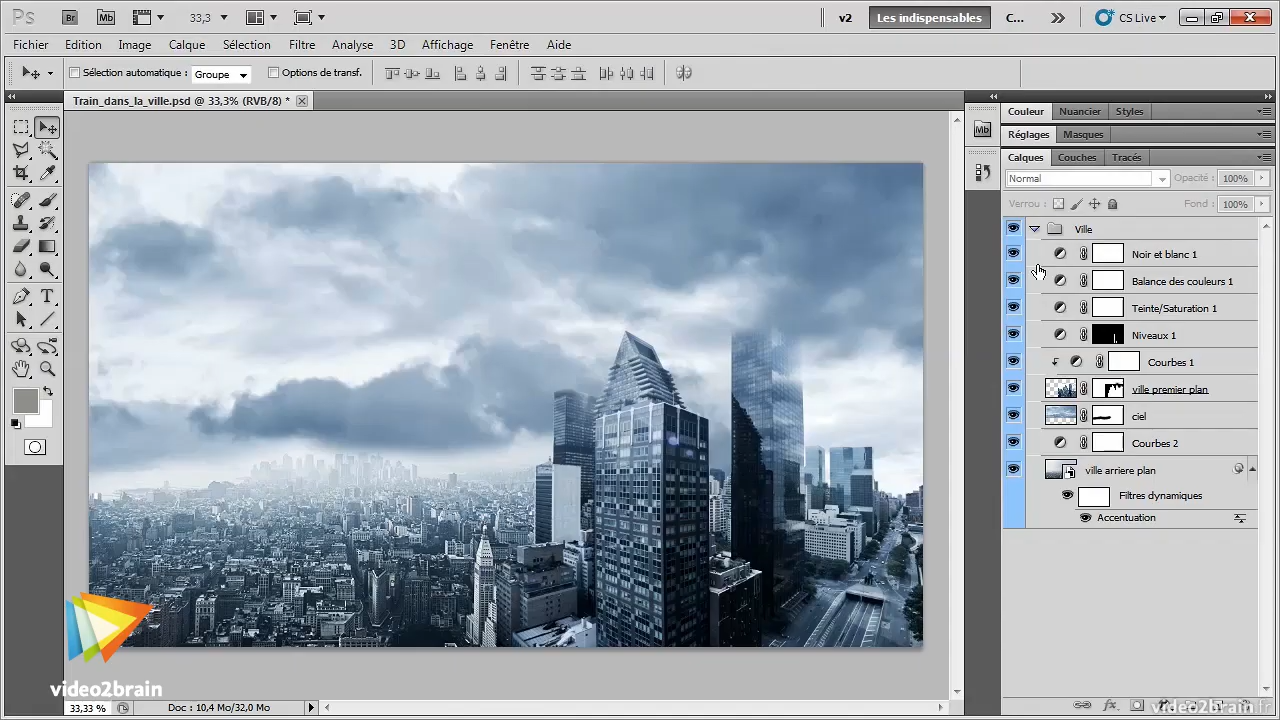 Ps Br Mb 33,3 v2 Les indispensables C... CS Live
Fichier Edition Image Calque Sélection Filtre Analyse 3D Affichage Fenêtre Aide
Sélection automatique : Groupe Options de transf.
Train_dans_la_ville.psd @ 33,3% (RVB/8) *
Couleur Nuancier Styles
Mb
Réglages Masques
Calques Couches Tracés
Normal Opacité : 100%
Verrou : Fond : 100%
Ville
Noir et blanc 1
Balance des couleurs 1
Teinte/Saturation 1
Niveaux 1
Courbes 1
ville premier plan
ciel
Courbes 2
ville arriere plan
Filtres dynamiques
Accentuation
T
video2brain
33,33 % Doc : 10,4 Mo/32,0 Mo
fx
video2brain.fr